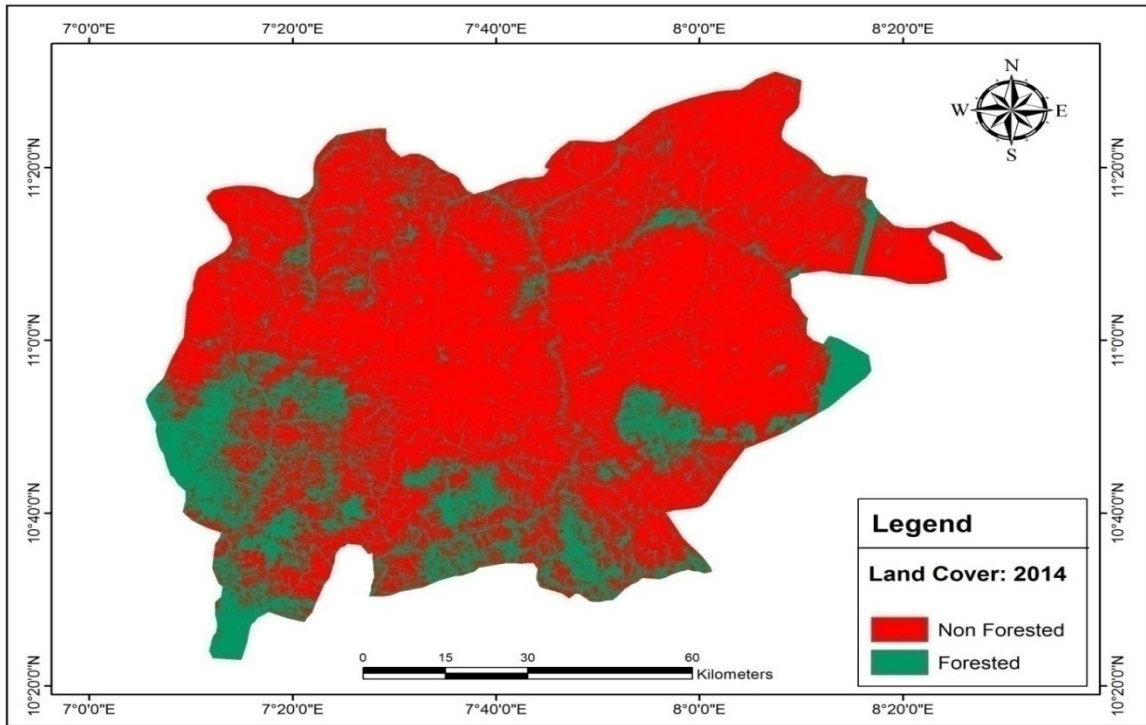 7°0'0"E 7°20'0"E 7°40'0"E 8°0'0"E 8°20'0"E
N
W E
S
11°20'0"N 11°20'0"N
11°0'0"N 11°0'0"N
10°40'0"N 10°40'0"N
10°20'0"N 10°20'0"N
Legend
Land Cover: 2014
Non Forested
Forested
0 15 30 60
Kilometers
7°0'0"E 7°20'0"E 7°40'0"E 8°0'0"E 8°20'0"E